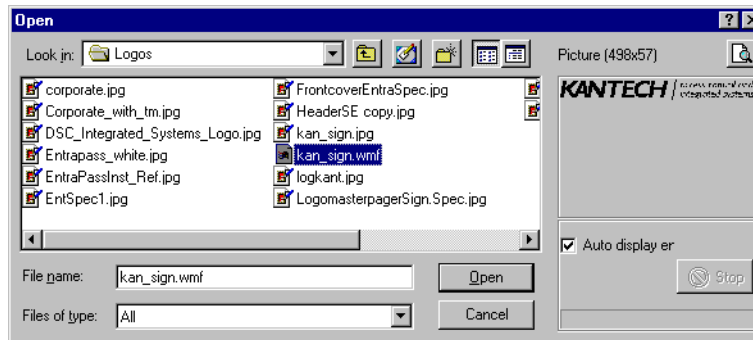 Open
Look in: Logos
Picture (498x57)
corporate.jpg
Corporate_with_tm.jpg
DSC_Integrated_Systems_Logo.jpg
Entrapass_white.jpg
EntraPassInst_Ref.jpg
EntSpec1.jpg
FrontcoverEntraSpec.jpg
HeaderSE copy.jpg
kan_sign.jpg
kan_sign.wmf
logkant.jpg
LogomasterpagerSign.Spec.jpg
KANTECH
integrated systems
Auto display er
Stop
File name: kan_sign.wmf
Open
Files of type: All
Cancel